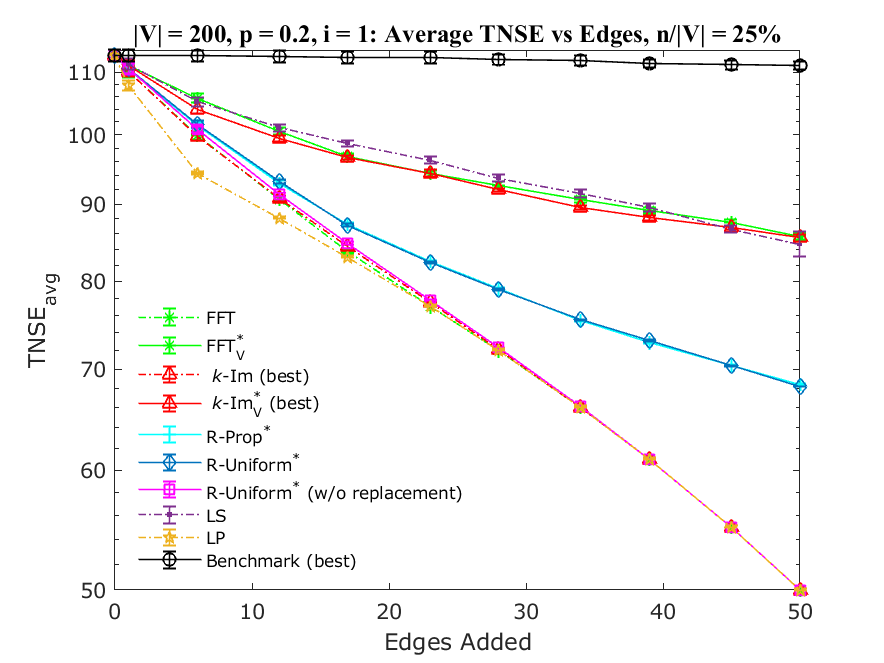 |V| = 200, p = 0.2, i = 1: Average TNSE vs Edges, n/|V| = 25%
110
100
90
80
70
60
50
TNSE_avg
FFT
FFT*_V
k-Im (best)
k-Im*_V (best)
R-Prop*
R-Uniform*
R-Uniform* (w/o replacement)
LS
LP
Benchmark (best)
0 10 20 30 40 50
Edges Added